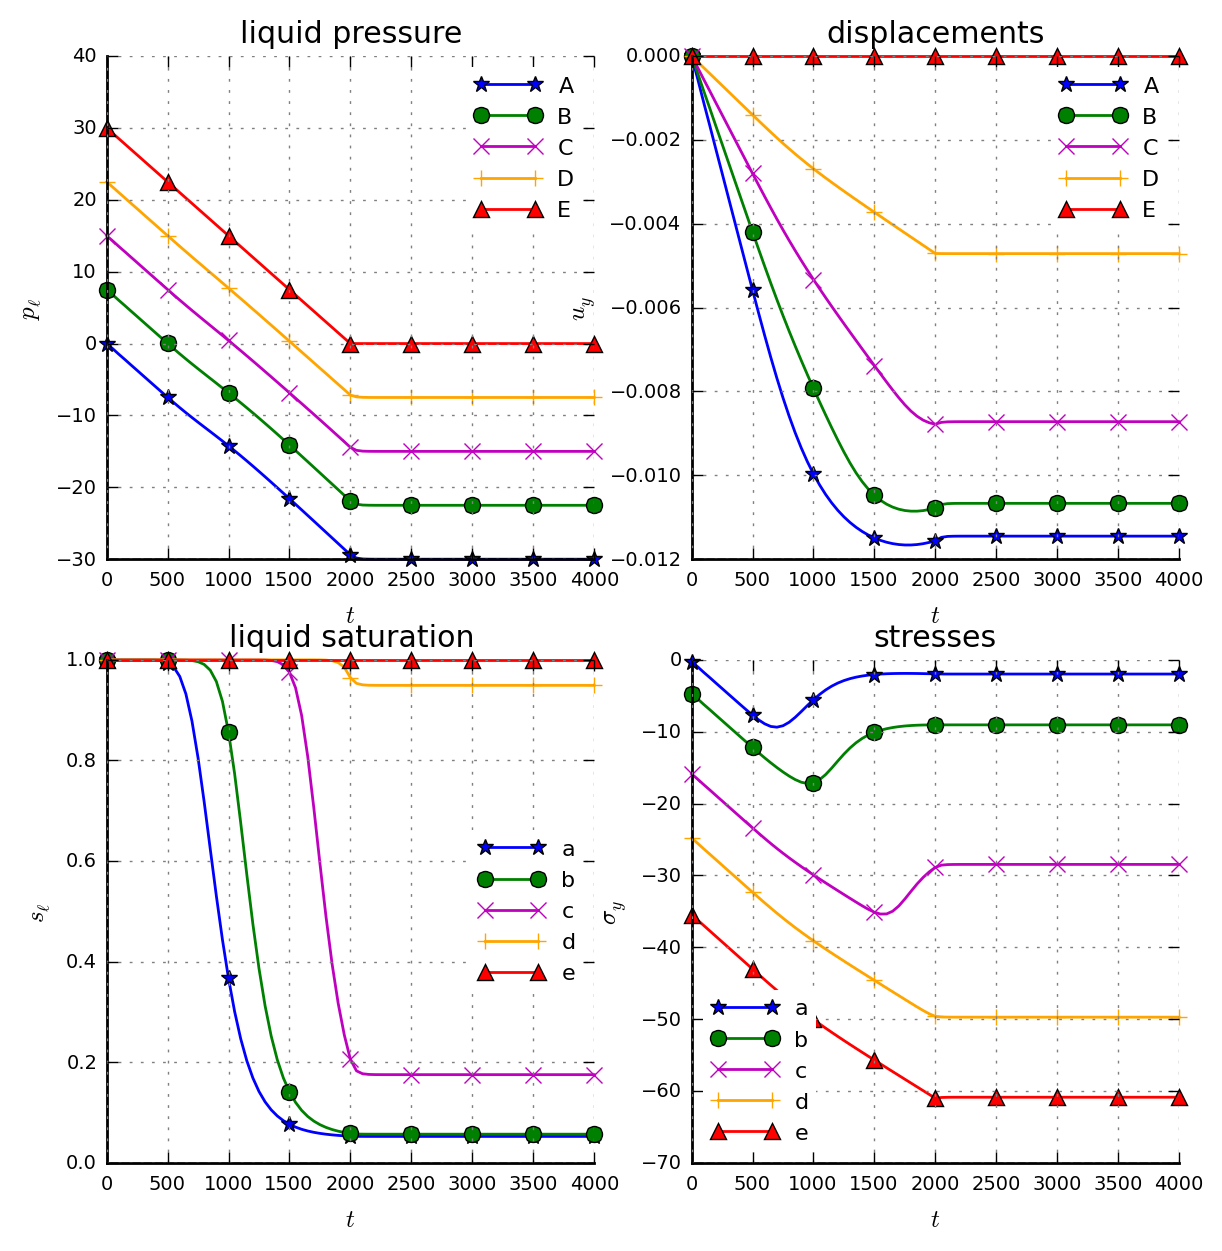 liquid pressure
40
30
20
10
0
−10
−20
−30
pℓ
A
B
C
D
E
0 500 1000 1500 2000 2500 3000 3500 4000
t
displacements
0.000
−0.002
−0.004
−0.006
−0.008
−0.010
−0.012
uy
A
B
C
D
E
0 500 1000 1500 2000 2500 3000 3500 4000
t
liquid saturation
1.0
0.8
0.6
0.4
0.2
0.0
sℓ
a
b
c
d
e
0 500 1000 1500 2000 2500 3000 3500 4000
t
stresses
0
−10
−20
−30
−40
−50
−60
−70
σy
a
b
c
d
e
0 500 1000 1500 2000 2500 3000 3500 4000
t